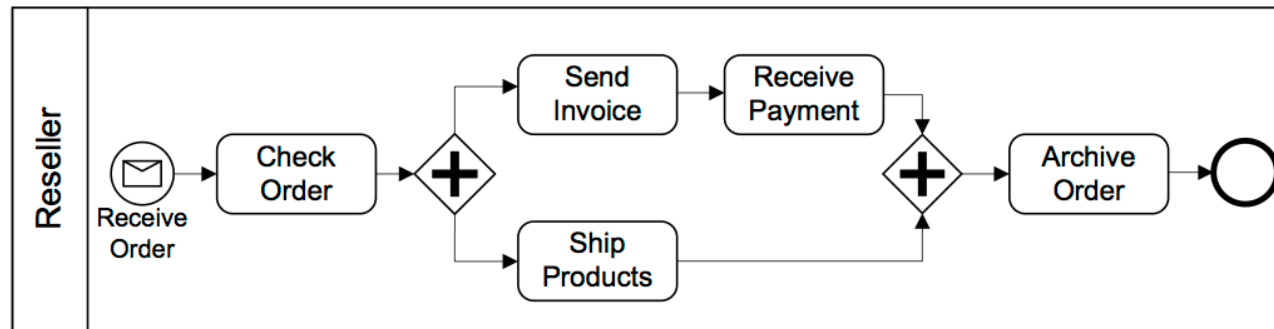 Reseller
Receive
Order
Check
Order
Send
Invoice
Receive
Payment
Ship
Products
Archive
Order